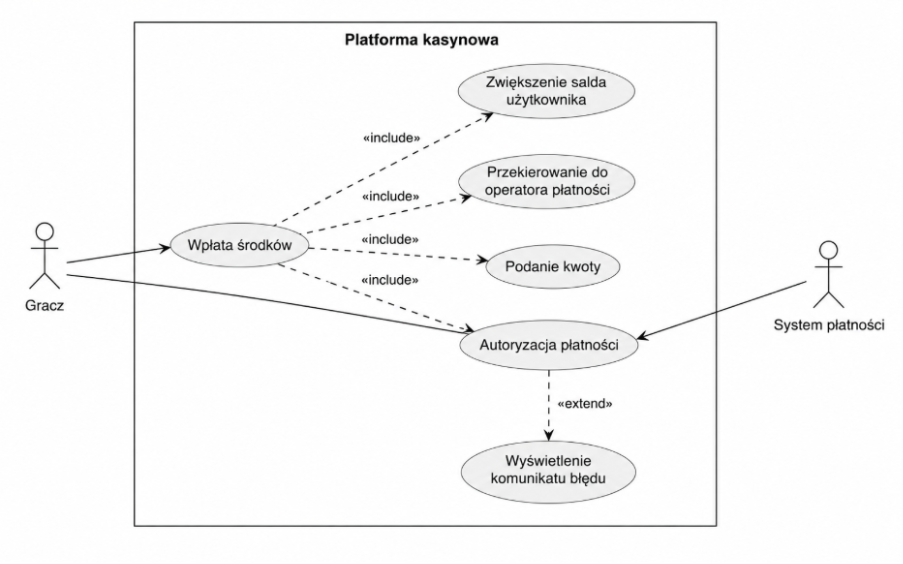 Platforma kasynowa
Zwiększenie salda
użytkownika
«include»
Przekierowanie do
operatora płatności
«include»
Wpłata środków
«include»
Podanie kwoty
«include»
Gracz
System płatności
Autoryzacja płatności
«extend»
Wyświetlenie
komunikatu błędu